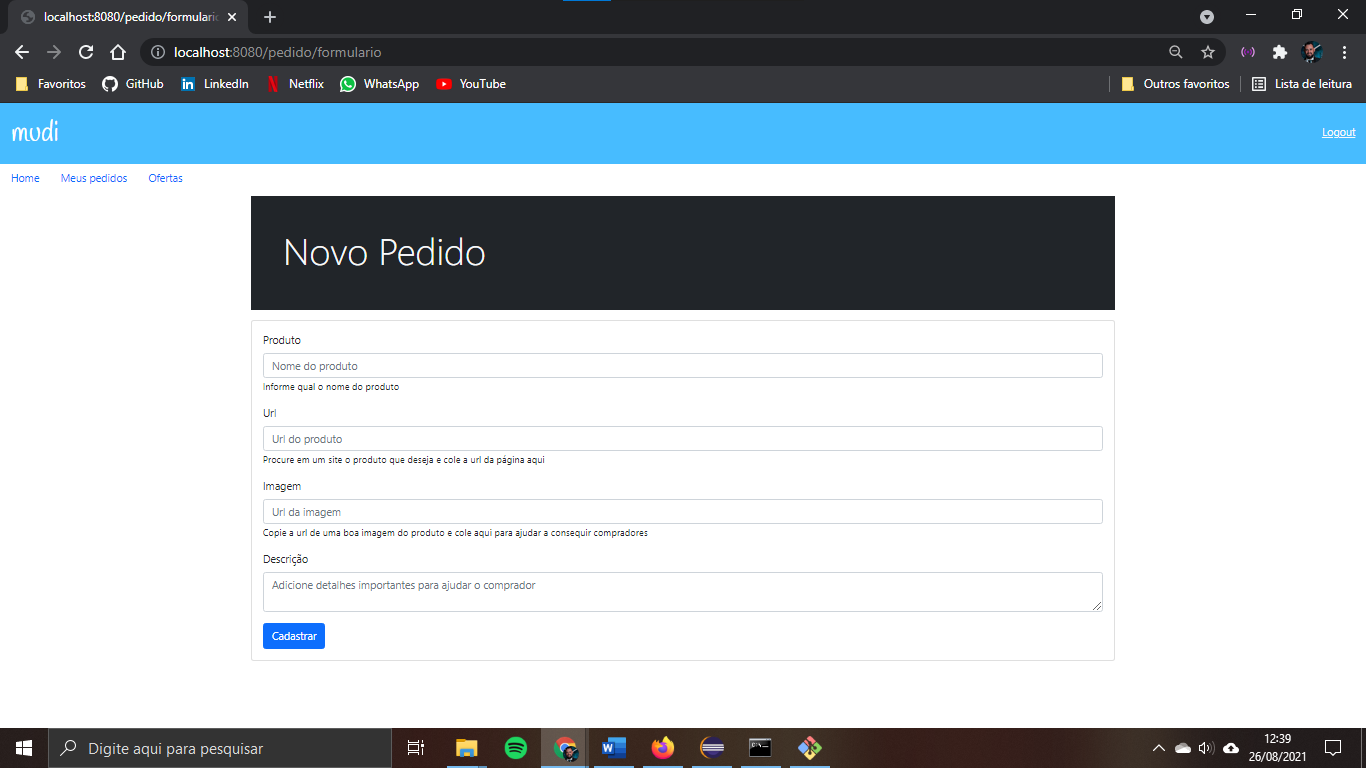 localhost:8080/pedido/formulario
localhost:8080/pedido/formulario
Favoritos GitHub LinkedIn Netflix WhatsApp YouTube Outros favoritos Lista de leitura
mudi Logout
Home Meus pedidos Ofertas
Novo Pedido
Produto
Nome do produto
Informe qual o nome do produto
Url
Url do produto
Procure em um site o produto que deseja e cole a url da página aqui
Imagem
Url da imagem
Copie a url de uma boa imagem do produto e cole aqui para ajudar a consequir compradores
Descrição
Adicione detalhes importantes para ajudar o comprador
Cadastrar
Digite aqui para pesquisar
12:39
26/08/2021